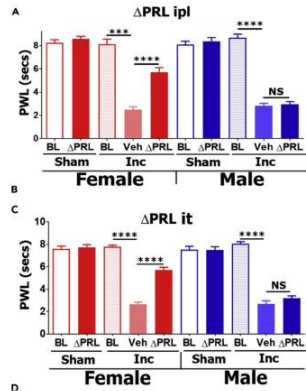 A
ΔPRL ipl
PWL (secs)
8
6
4
2
0
*** **** **** NS
BL ΔPRL BL Veh ΔPRL BL ΔPRL BL Veh ΔPRL
Sham Inc Sham Inc
Female Male
B
C
ΔPRL it
PWL (secs)
10
8
6
4
2
0
**** **** **** NS
BL ΔPRL BL Veh ΔPRL BL ΔPRL BL Veh ΔPRL
Sham Inc Sham Inc
Female Male
D